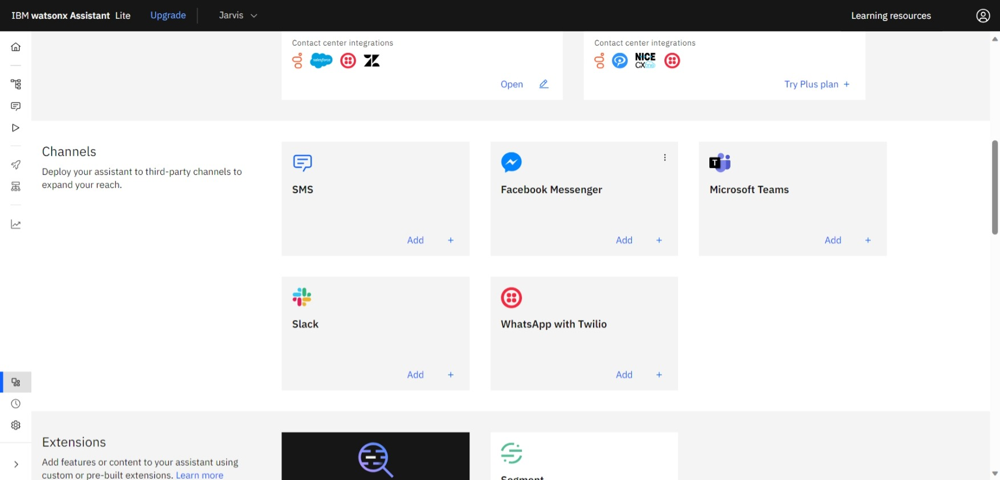 IBM watsonx Assistant Lite
Upgrade
Jarvis
Learning resources
Contact center integrations
salesforce
Open
Contact center integrations
NICE
CXone
Try Plus plan +
Channels
Deploy your assistant to third-party channels to
expand your reach.
SMS
Add +
Facebook Messenger
Add +
T
Microsoft Teams
Add +
Slack
Add +
WhatsApp with Twilio
Add +
Extensions
Add features or content to your assistant using
custom or pre-built extensions. Learn more
Segment